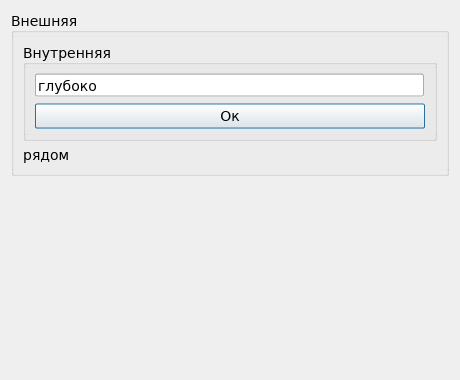 Внешняя
Внутренняя
глубоко
Ок
рядом